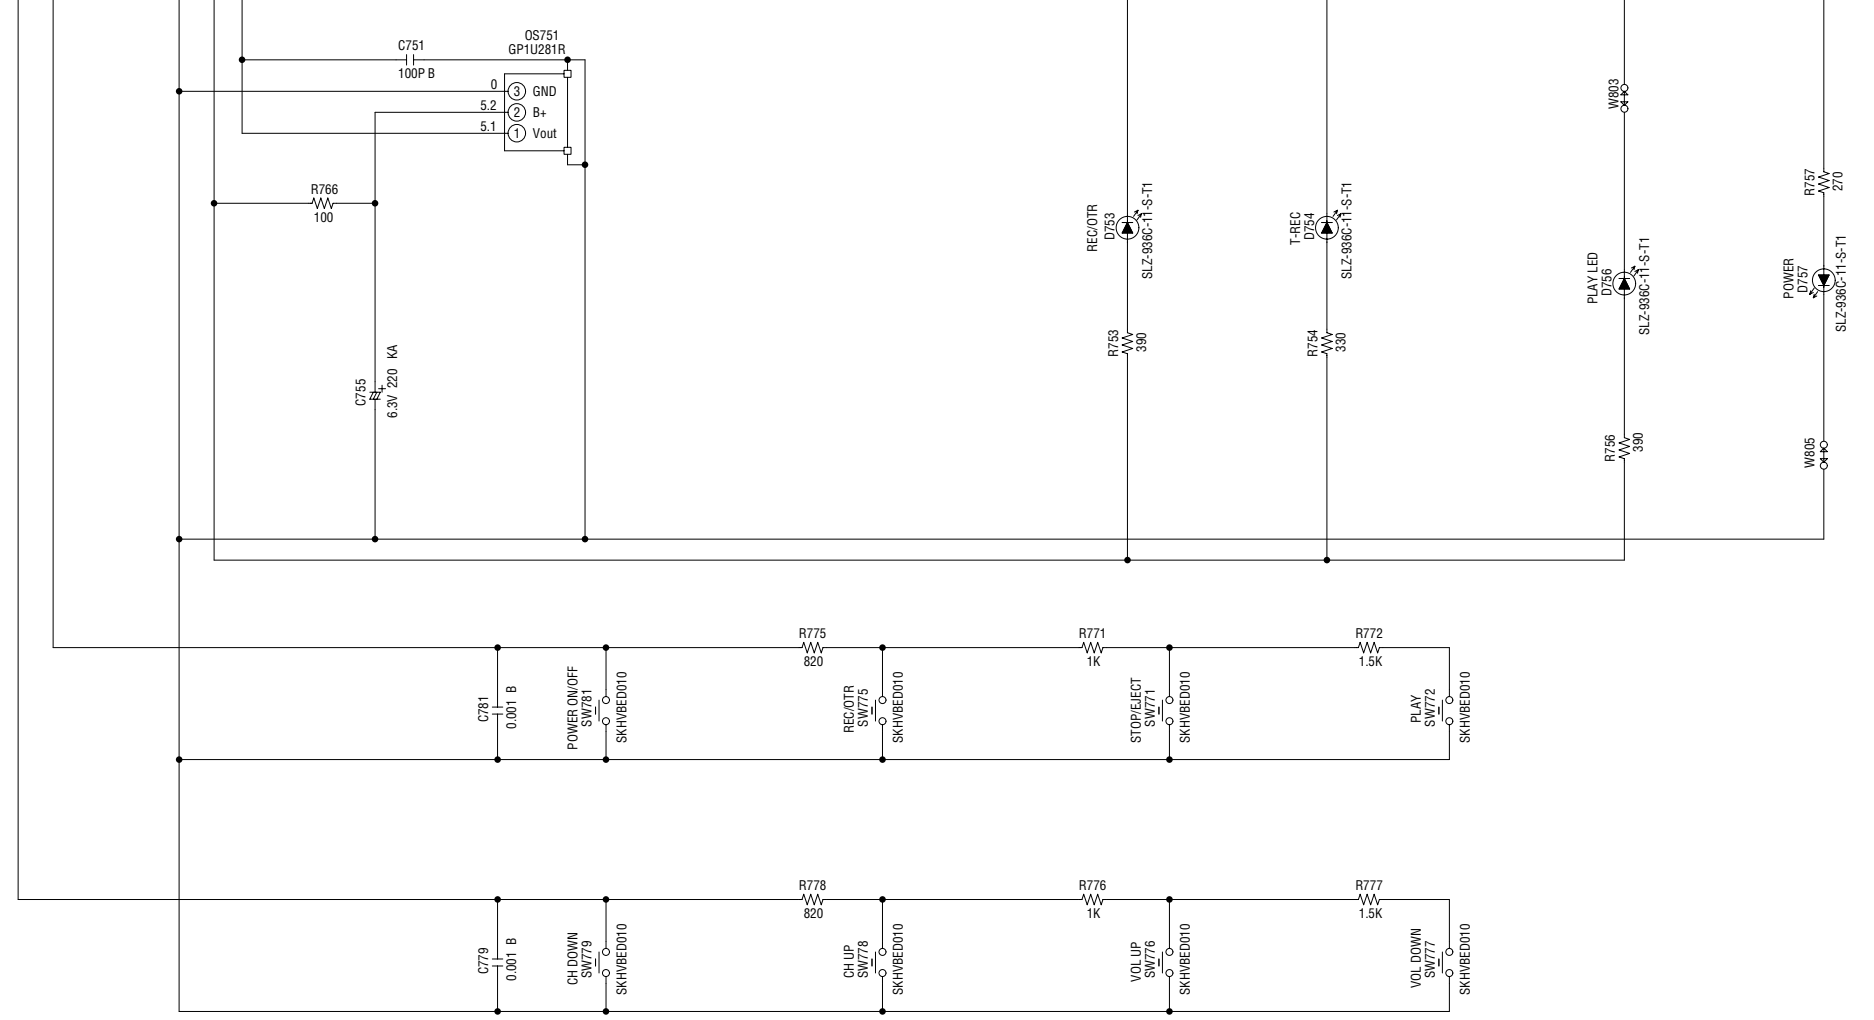 OS751
GP1U281R
C751
100P B
0
3
GND
5.2
2
B+
5.1
1
Vout
R766
100
C755
6.3V 220 KA
REC/OTR
D753
SLZ-936C-11-S-T1
R753
390
T-REC
D754
SLZ-936C-11-S-T1
R754
330
W803
PLAY LED
D756
SLZ-936C-11-S-T1
R756
390
R757
270
POWER
D757
SLZ-936C-11-S-T1
W805
R775
820
R771
1K
R772
1.5K
C781
0.001 B
POWER ON/OFF
SW781
SKHVBED010
REC/OTR
SW775
SKHVBED010
STOP/EJECT
SW771
SKHVBED010
PLAY
SW772
SKHVBED010
R778
820
R776
1K
R777
1.5K
C779
0.001 B
CH DOWN
SW779
SKHVBED010
CH UP
SW778
SKHVBED010
VOL UP
SW776
SKHVBED010
VOL DOWN
SW777
SKHVBED010